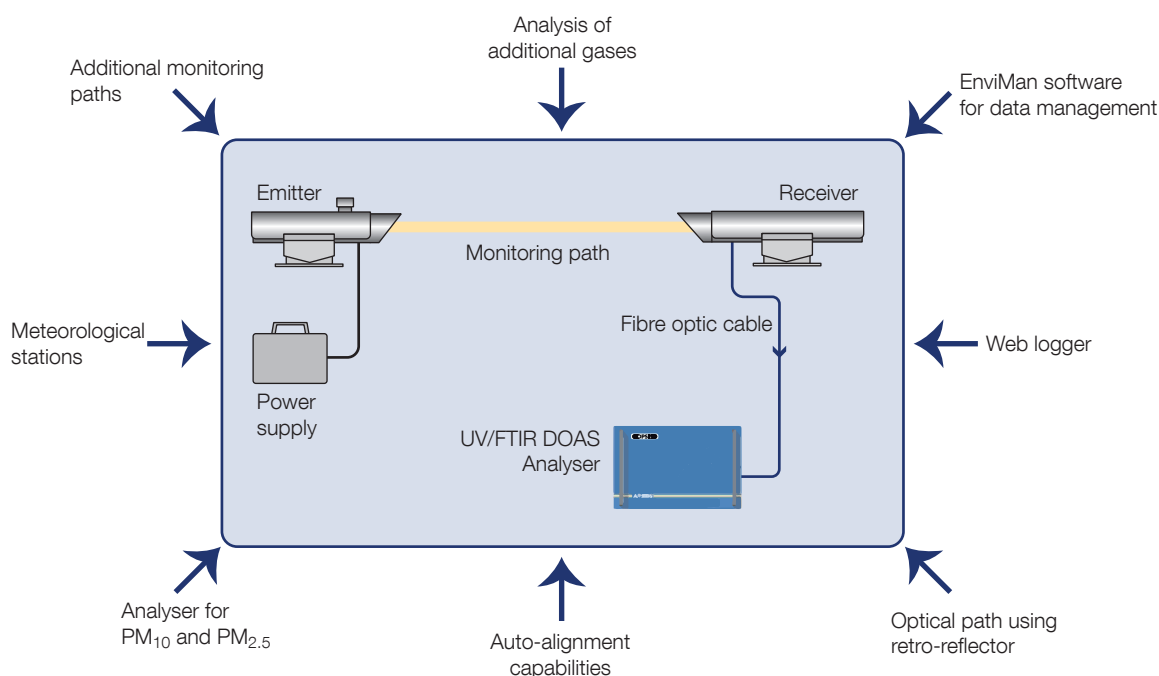 Analysis of
additional gases
Additional monitoring
paths
EnviMan software
for data management
Emitter
Receiver
Monitoring path
Meteorological
stations
Fibre optic cable
Web logger
Power
supply
UV/FTIR DOAS
Analyser
Analyser for
PM10 and PM2.5
Auto-alignment
capabilities
Optical path using
retro-reflector